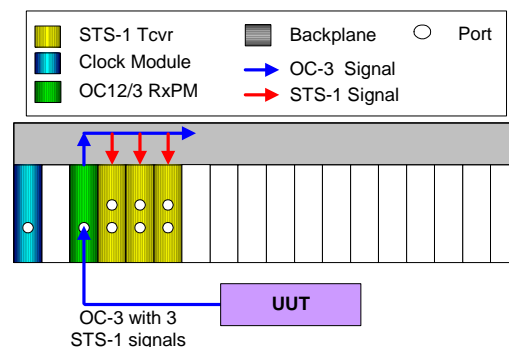 STS-1 Tcvr
Clock Module
OC12/3 RxPM
Backplane
OC-3 Signal
STS-1 Signal
Port
UUT
OC-3 with 3
STS-1 signals